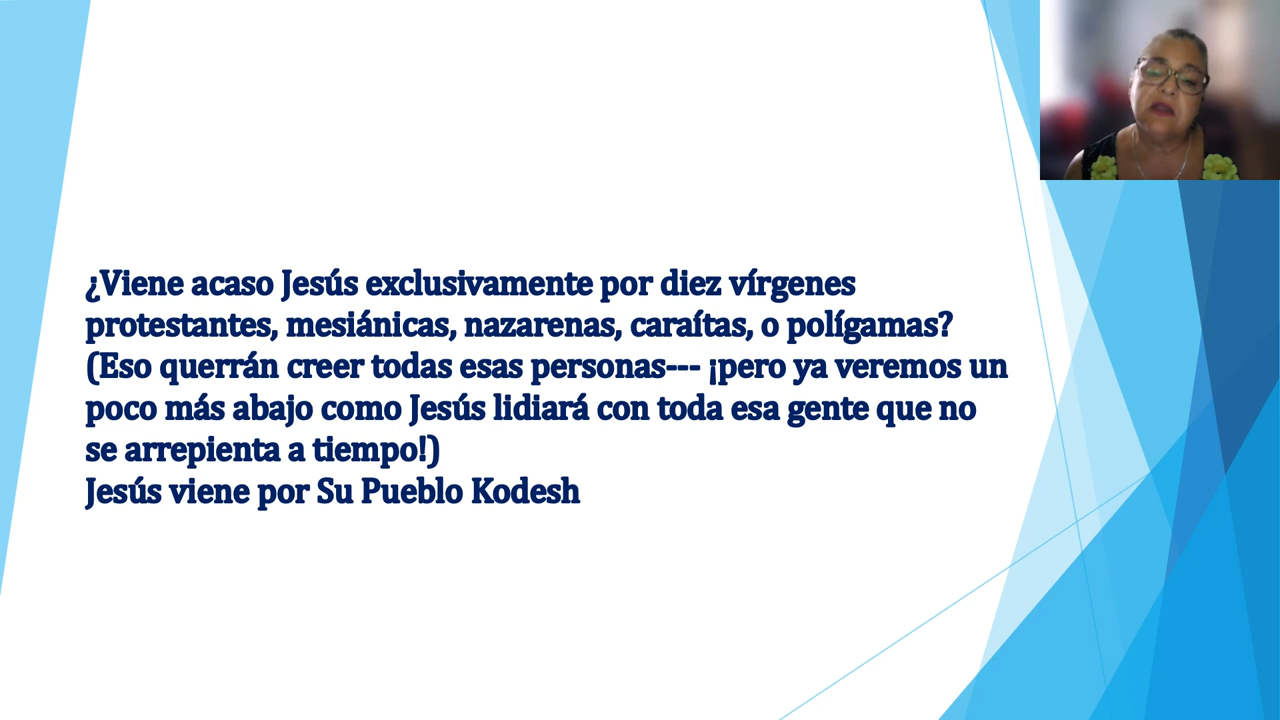 ¿Viene acaso Jesús exclusivamente por diez vírgenes
protestantes, mesiánicas, nazarenas, caraítas, o polígamas?
(Eso querrán creer todas esas personas--- ¡pero ya veremos un
poco más abajo como Jesús lidiará con toda esa gente que no
se arrepienta a tiempo!)
Jesús viene por Su Pueblo Kodesh